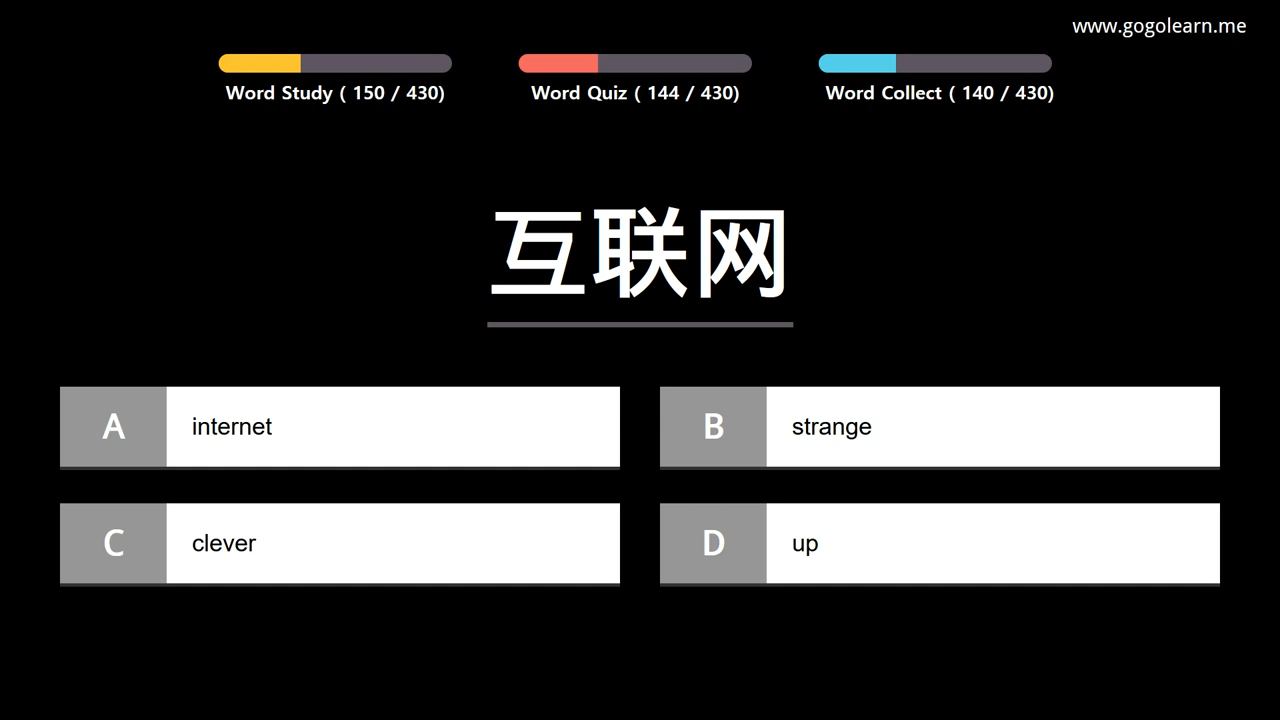 www.gogolearn.me
Word Study ( 150 / 430)
Word Quiz ( 144 / 430)
Word Collect ( 140 / 430)
互联网
A internet
B strange
C clever
D up